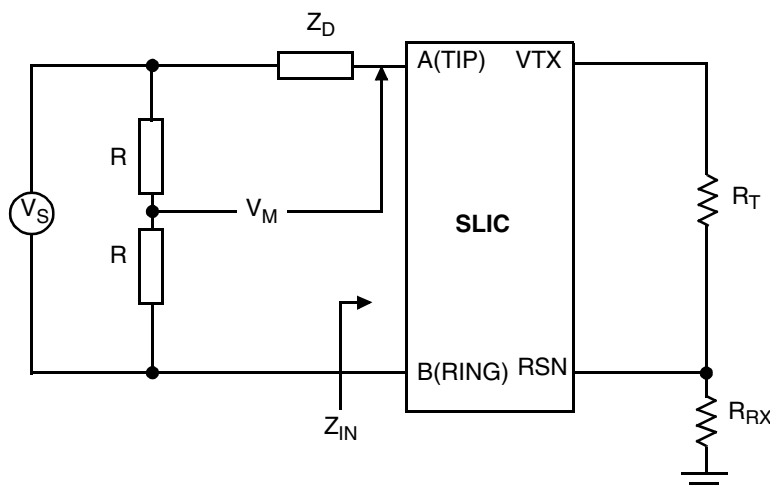 Z_D
A(TIP) VTX
R
V_S
V_M
R_T
SLIC
R
B(RING) RSN
Z_IN
R_RX